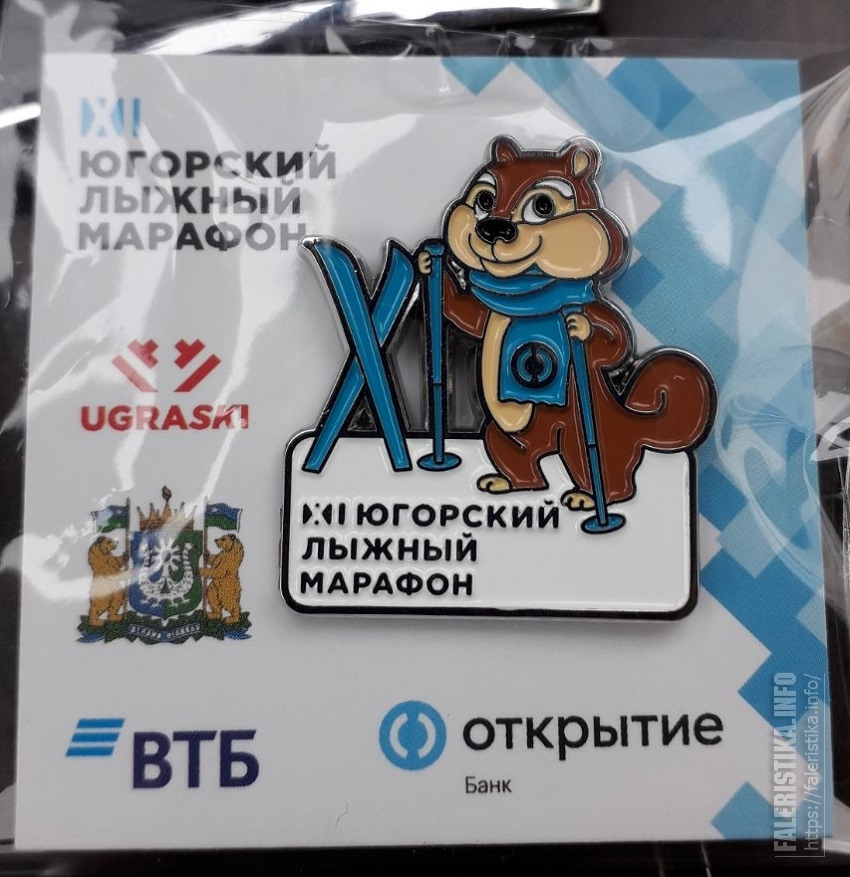 XI
ЮГОРСКИЙ
ЛЫЖНЫЙ
МАРАФОН
XI
UGRASKI
XI ЮГОРСКИЙ
ЛЫЖНЫЙ
МАРАФОН
ВТБ
открытие
Банк
FALERISTIKA.INFO
https://faleristika.info/